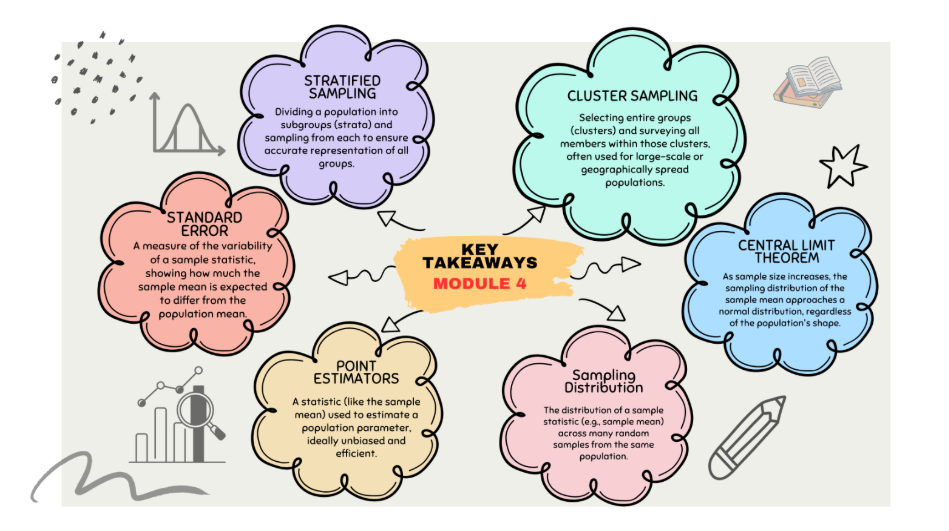 STRATIFIED
SAMPLING
Dividing a population into
subgroups (strata) and
sampling from each to ensure
accurate representation of all
groups.
CLUSTER SAMPLING
Selecting entire groups
(clusters) and surveying all
members within those clusters,
often used for large-scale or
geographically spread
populations.
STANDARD
ERROR
A measure of the variability
of a sample statistic,
showing how much the
sample mean is expected
to differ from the
population mean.
KEY
TAKEAWAYS
MODULE 4
CENTRAL LIMIT
THEOREM
As sample size increases, the
sampling distribution of the
sample mean approaches a
normal distribution, regardless
of the population's shape.
POINT
ESTIMATORS
A statistic (like the sample
mean) used to estimate a
population parameter,
ideally unbiased and
efficient.
Sampling
Distribution
The distribution of a sample
statistic (e.g., sample mean)
across many random
samples from the same
population.